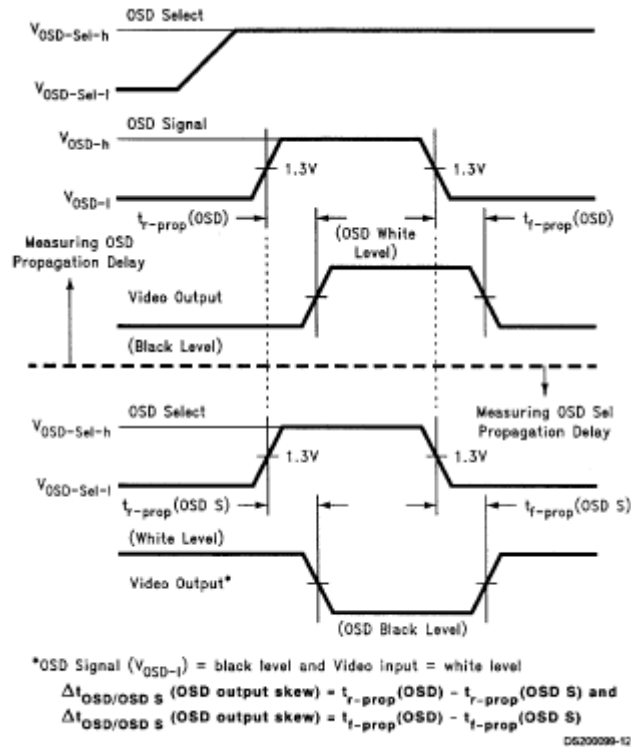 OSD Select
VOSD-Sel-h
VOSD-Sel-l
OSD Signal
VOSD-h
1.3V 1.3V
VOSD-l
tr-prop(OSD) (OSD White Level) tf-prop(OSD)
Measuring OSD
Propagation Delay
Video Output
(Black Level)
OSD Select
Measuring OSD Sel
Propagation Delay
VOSD-Sel-h
1.3V 1.3V
VOSD-Sel-l
tr-prop(OSD S) tf-prop(OSD S)
(White Level)
Video Output*
(OSD Black Level)
*OSD Signal (VOSD-l) = black level and Video input = white level
ΔtOSD/OSD S (OSD output skew) = tr-prop(OSD) - tr-prop(OSD S) and
ΔtOSD/OSD S (OSD output skew) = tf-prop(OSD) - tf-prop(OSD S)
DS200099-12